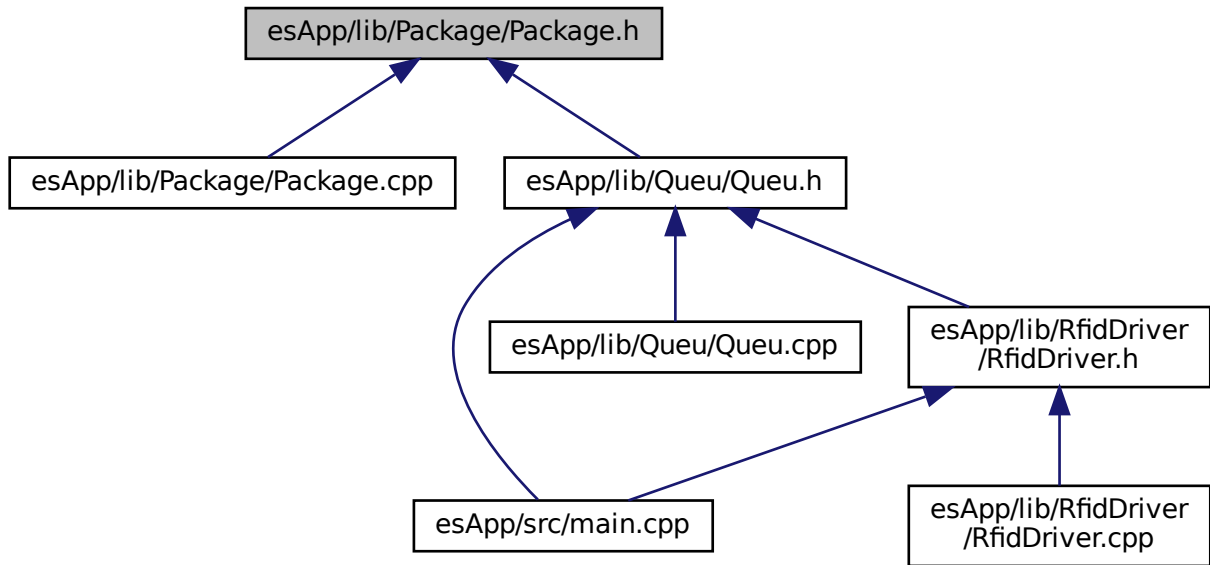 esApp/lib/Package/Package.h
esApp/lib/Package/Package.cpp
esApp/lib/Queu/Queu.h
esApp/lib/Queu/Queu.cpp
esApp/lib/RfidDriver
/RfidDriver.h
esApp/src/main.cpp
esApp/lib/RfidDriver
/RfidDriver.cpp